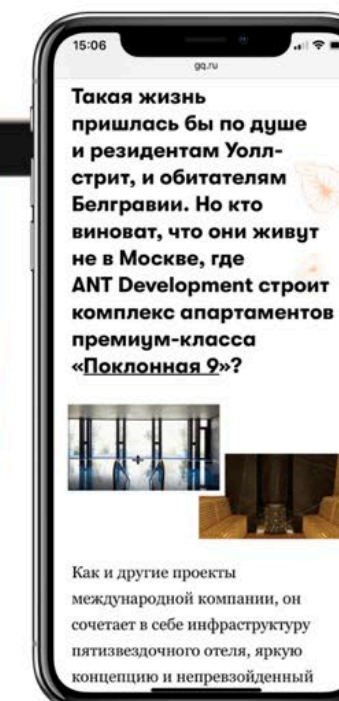 15:06
gq.ru
Такая жизнь
пришлась бы по душе
и резидентам Уолл-
стрит, и обитателям
Белгравии. Но кто
виноват, что они живут
не в Москве, где
ANT Development строит
комплекс апартаментов
премиум-класса
«Поклонная 9»?
Как и другие проекты
международной компании, он
сочетает в себе инфраструктуру
пятизвездочного отеля, яркую
концепцию и непревзойденный